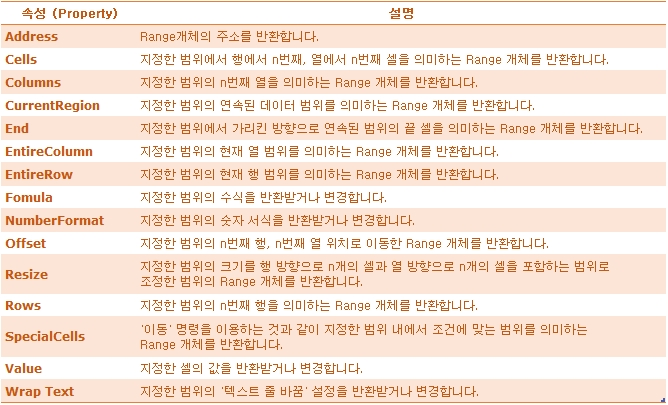 속성 (Property) 설명
Address Range개체의 주소를 반환합니다.
Cells 지정한 범위에서 행에서 n번째, 열에서 n번째 셀을 의미하는 Range 개체를 반환합니다.
Columns 지정한 범위의 n번째 열을 의미하는 Range 개체를 반환합니다.
CurrentRegion 지정한 범위의 연속된 데이터 범위를 의미하는 Range 개체를 반환합니다.
End 지정한 범위에서 가리킨 방향으로 연속된 범위의 끝 셀을 의미하는 Range 개체를 반환합니다.
EntireColumn 지정한 범위의 현재 열 범위를 의미하는 Range 개체를 반환합니다.
EntireRow 지정한 범위의 현재 행 범위를 의미하는 Range 개체를 반환합니다.
Fomula 지정한 범위의 수식을 반환받거나 변경합니다.
NumberFormat 지정한 범위의 숫자 서식을 반환받거나 변경합니다.
Offset 지정한 범위의 n번째 행, n번째 열 위치로 이동한 Range 개체를 반환합니다.
Resize 지정한 범위의 크기를 행 방향으로 n개의 셀과 열 방향으로 n개의 셀을 포함하는 범위로
조정한 범위의 Range 개체를 반환합니다.
Rows 지정한 범위의 n번째 행을 의미하는 Range 개체를 반환합니다.
SpecialCells '이동' 명령을 이용하는 것과 같이 지정한 범위 내에서 조건에 맞는 범위를 의미하는
Range 개체를 반환합니다.
Value 지정한 셀의 값을 반환받거나 변경합니다.
Wrap Text 지정한 범위의 '텍스트 줄 바꿈' 설정을 반환받거나 변경합니다.